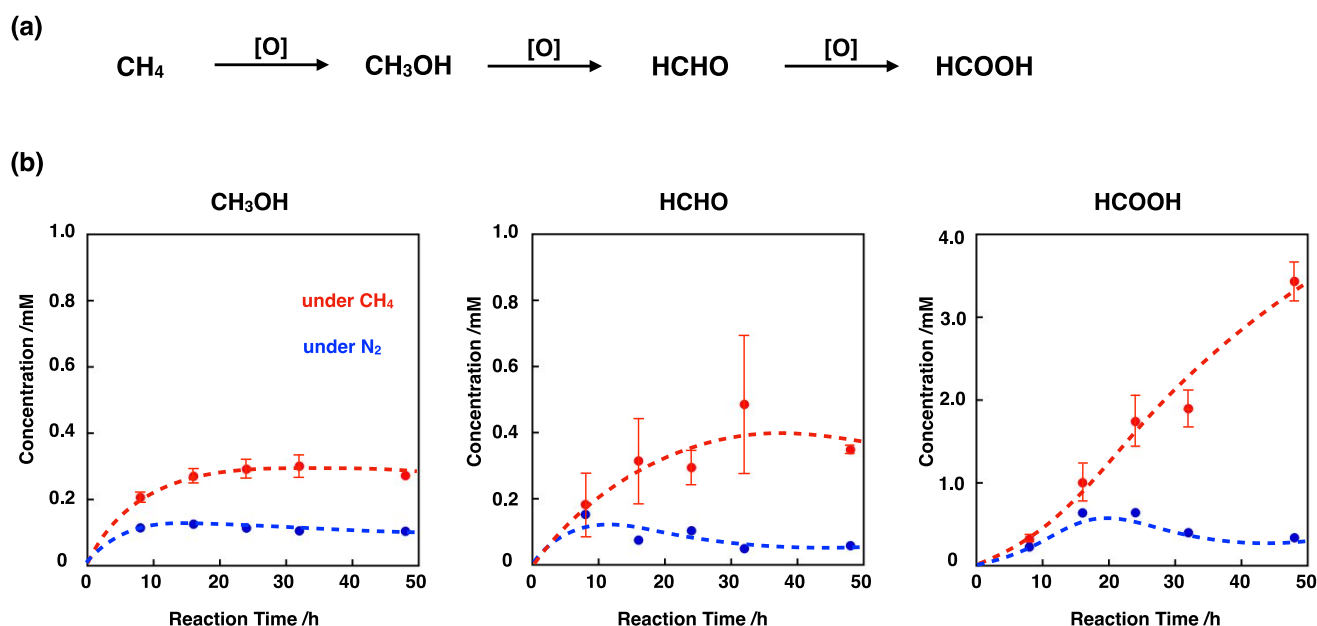 (a)
[O] [O] [O]
CH₄ CH₃OH HCHO HCOOH
(b)
CH₃OH
1.0
0.8
0.6
0.4
0.2
0
Concentration /mM
under CH₄
under N₂
0 10 20 30 40 50
Reaction Time /h
HCHO
1.0
0.8
0.6
0.4
0.2
0
Concentration /mM
0 10 20 30 40 50
Reaction Time /h
HCOOH
4.0
3.0
2.0
1.0
0
Concentration /mM
0 10 20 30 40 50
Reaction Time /h